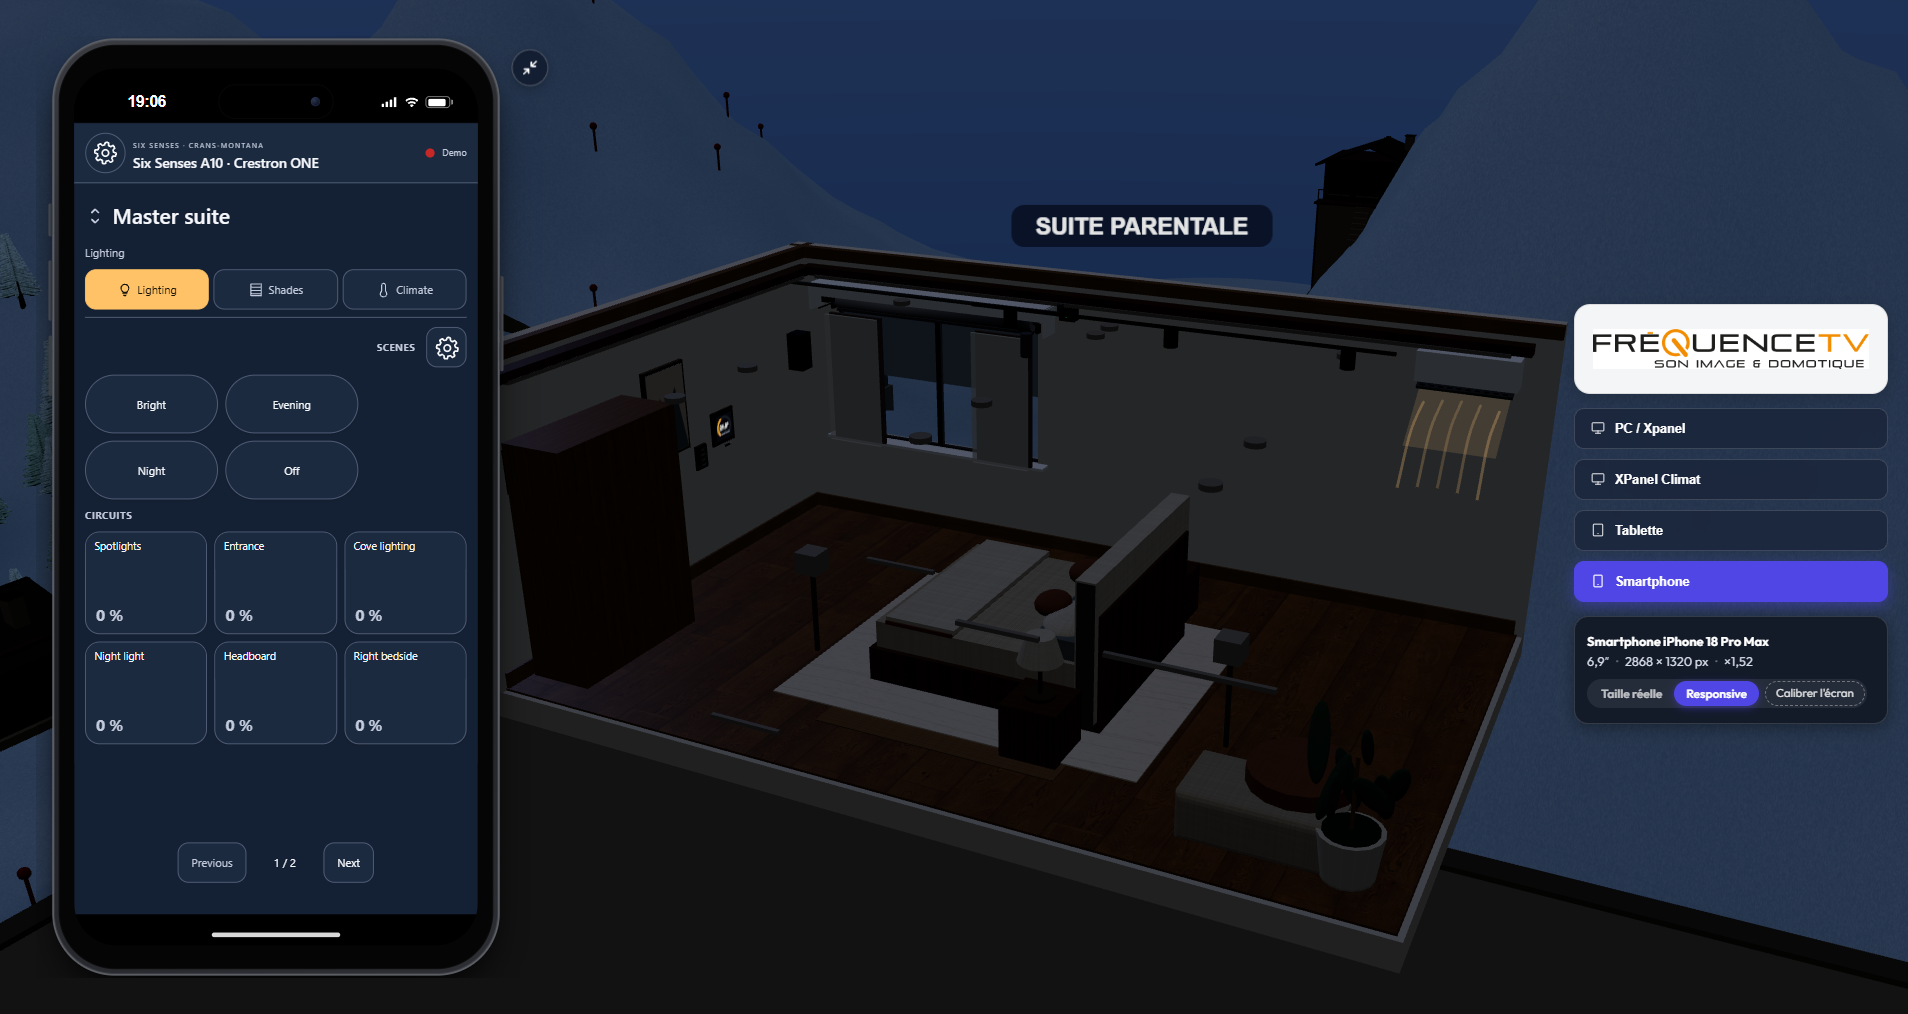 19:06
SIX SENSES · CRANS-MONTANA
Six Senses A10 · Crestron ONE
Demo
Master suite
Lighting
Lighting
Shades
Climate
SCENES
Bright
Evening
Night
Off
CIRCUITS
Spotlights
Entrance
Cove lighting
0 %
0 %
0 %
Night light
Headboard
Right bedside
0 %
0 %
0 %
Previous
1 / 2
Next
SUITE PARENTALE
FRÉQUENCETV
SON IMAGE & DOMOTIQUE
PC / Xpanel
XPanel Climat
Tablette
Smartphone
Smartphone iPhone 18 Pro Max
6,9" · 2868 × 1320 px · ×1,52
Taille réelle
Responsive
Calibrer l'écran